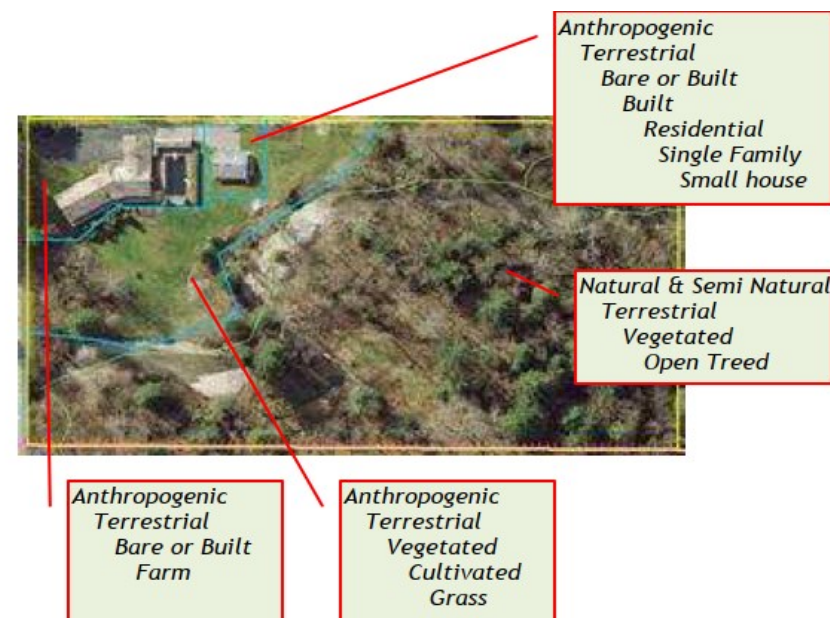 Anthropogenic
Terrestrial
Bare or Built
Built
Residential
Single Family
Small house
Natural & Semi Natural
Terrestrial
Vegetated
Open Treed
Anthropogenic
Terrestrial
Bare or Built
Farm
Anthropogenic
Terrestrial
Vegetated
Cultivated
Grass